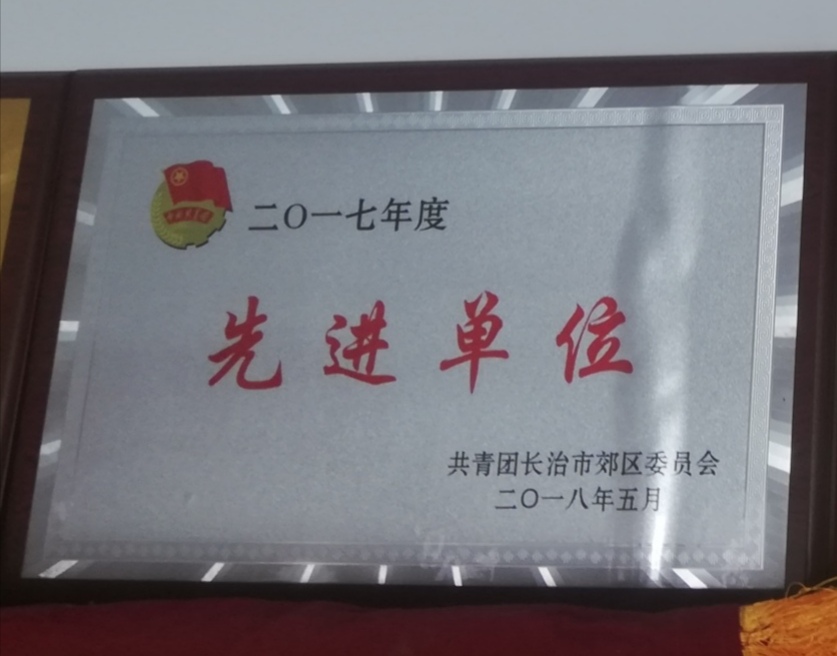 二〇一七年度
先进单位
共青团长治市郊区委员会
二〇一八年五月